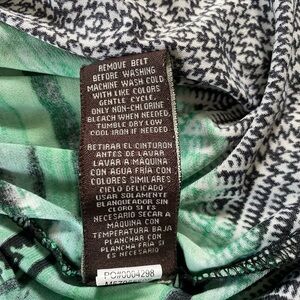 REMOVE BELT
BEFORE WASHING
MACHINE WASH COLD
WITH LIKE COLORS
GENTLE CYCLE.
ONLY NON-CHLORINE
BLEACH WHEN NEEDED.
TUMBLE DRY LOW
COOL IRON IF NEEDED.
RETIRAR EL CINTURON
ANTES DE LAVAR
LAVAR A MAQUINA
CON AGUA FRIA CON
COLORES SIMILARES
CICLO DELICADO
USAR SOLAMENTE
BLANQUEADOR SIN
CLORO SI ES
NECESARIO SECAR A
MAQUINA CON
TEMPERATURA BAJA
PLANCHAR CON
PLANCHA FRIA SI ES
NECESARIO.
PO#0004298